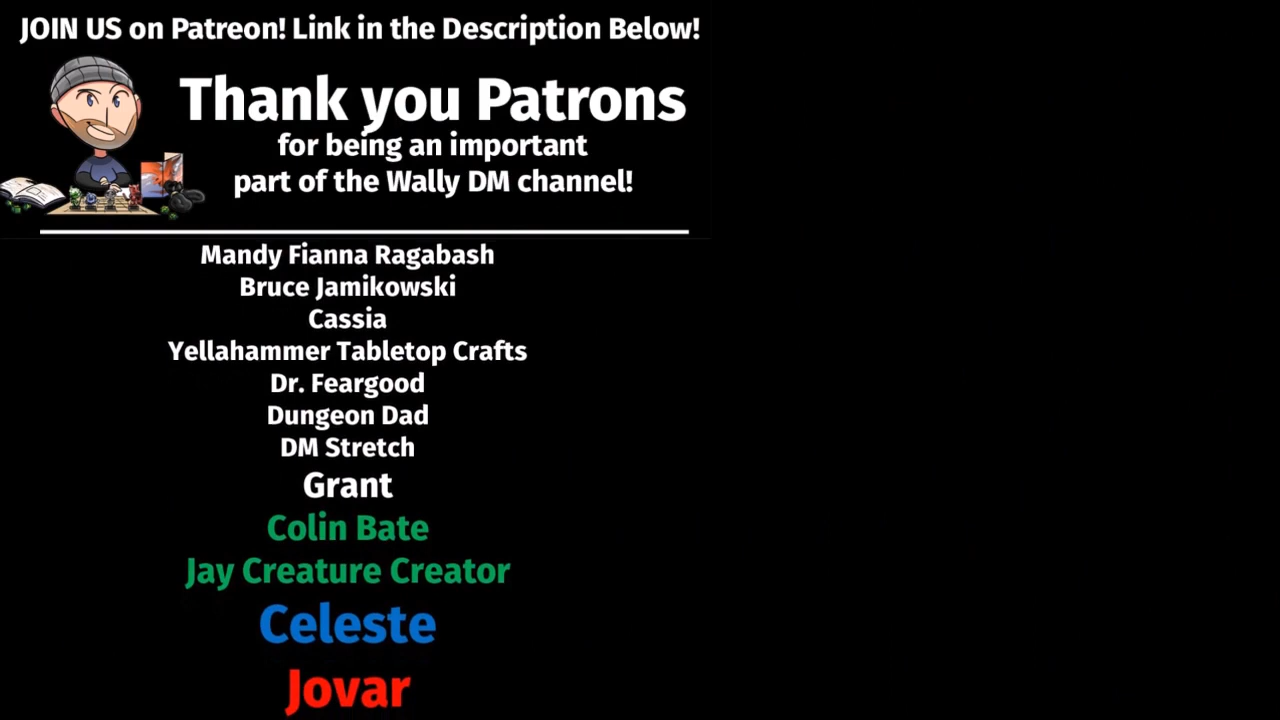 JOIN US on Patreon! Link in the Description Below!
Thank you Patrons
for being an important
part of the Wally DM channel!
Mandy Fianna Ragabash
Bruce Jamikowski
Cassia
Yellahammer Tabletop Crafts
Dr. Feargood
Dungeon Dad
DM Stretch
Grant
Colin Bate
Jay Creature Creator
Celeste
Jovar